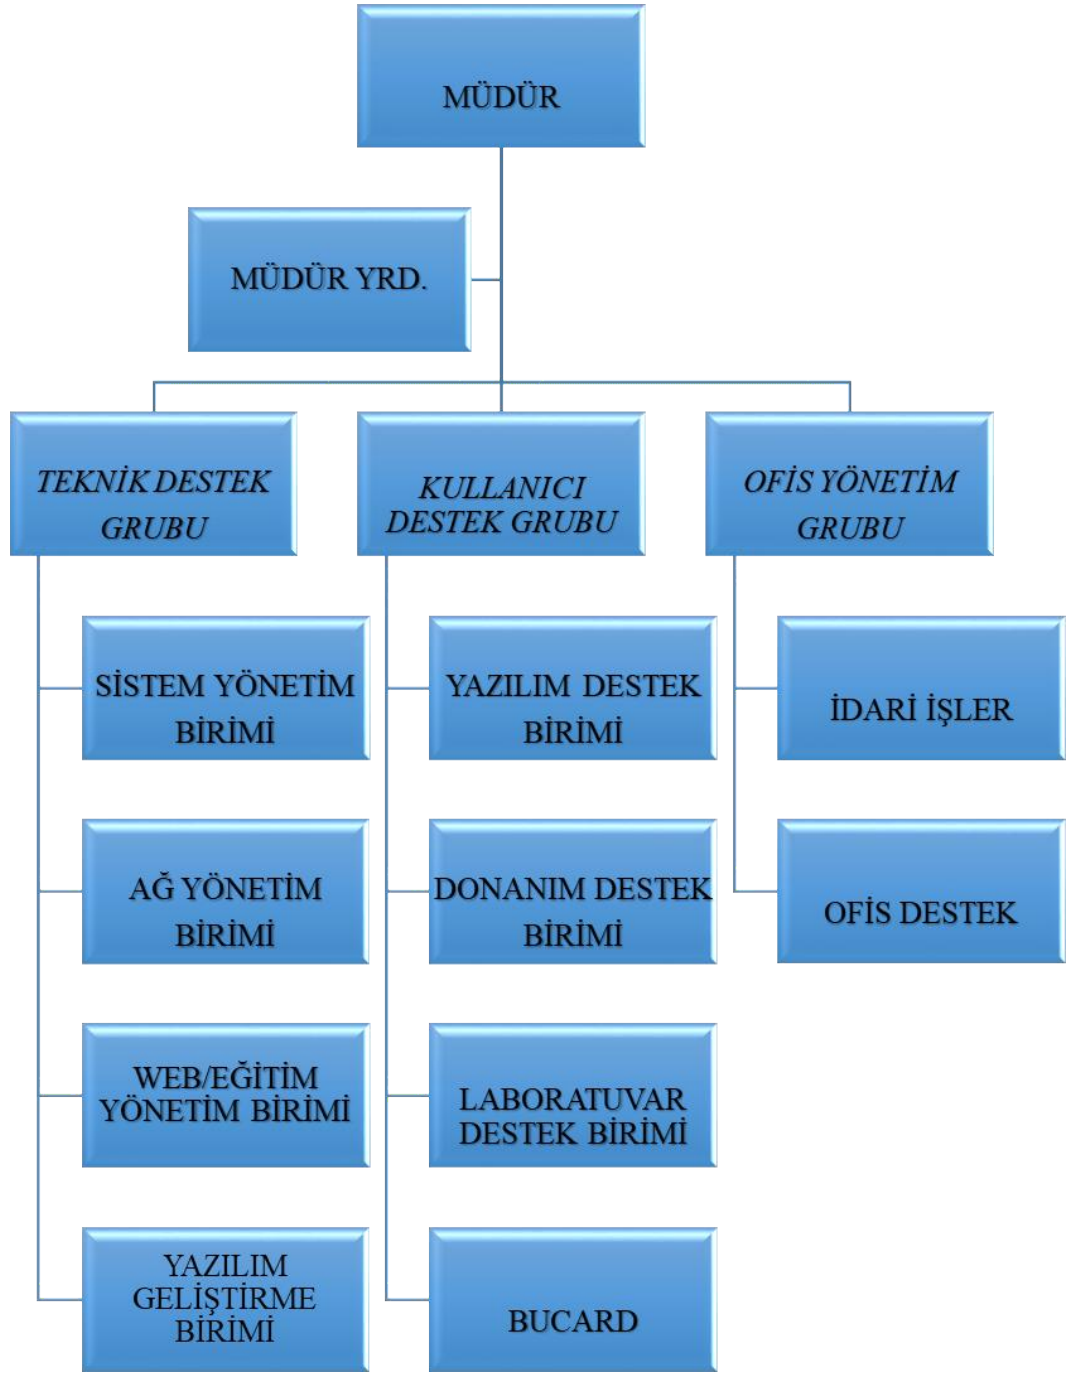 MÜDÜR
MÜDÜR YRD.
TEKNİK DESTEK
GRUBU
KULLANICI
DESTEK GRUBU
OFİS YÖNETİM
GRUBU
SİSTEM YÖNETİM
BİRİMİ
YAZILIM DESTEK
BİRİMİ
İDARİ İŞLER
AĞ YÖNETİM
BİRİMİ
DONANIM DESTEK
BİRİMİ
OFİS DESTEK
WEB/EĞİTİM
YÖNETİM BİRİMİ
LABORATUVAR
DESTEK BİRİMİ
YAZILIM
GELİŞTİRME
BİRİMİ
BUCARD